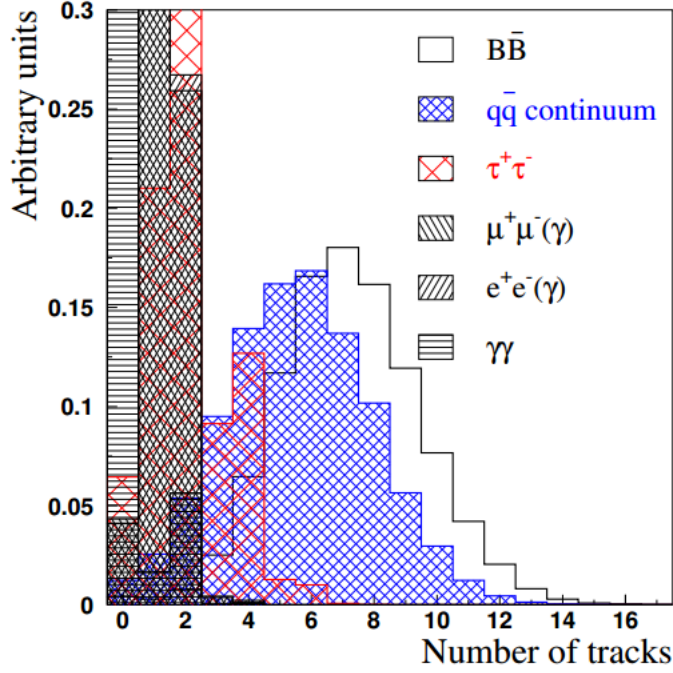 Arbitrary units
0.3
0.25
0.2
0.15
0.1
0.05
0
BB̄
qq̄ continuum
τ⁺τ⁻
μ⁺μ⁻(γ)
e⁺e⁻(γ)
γγ
0 2 4 6 8 10 12 14 16
Number of tracks